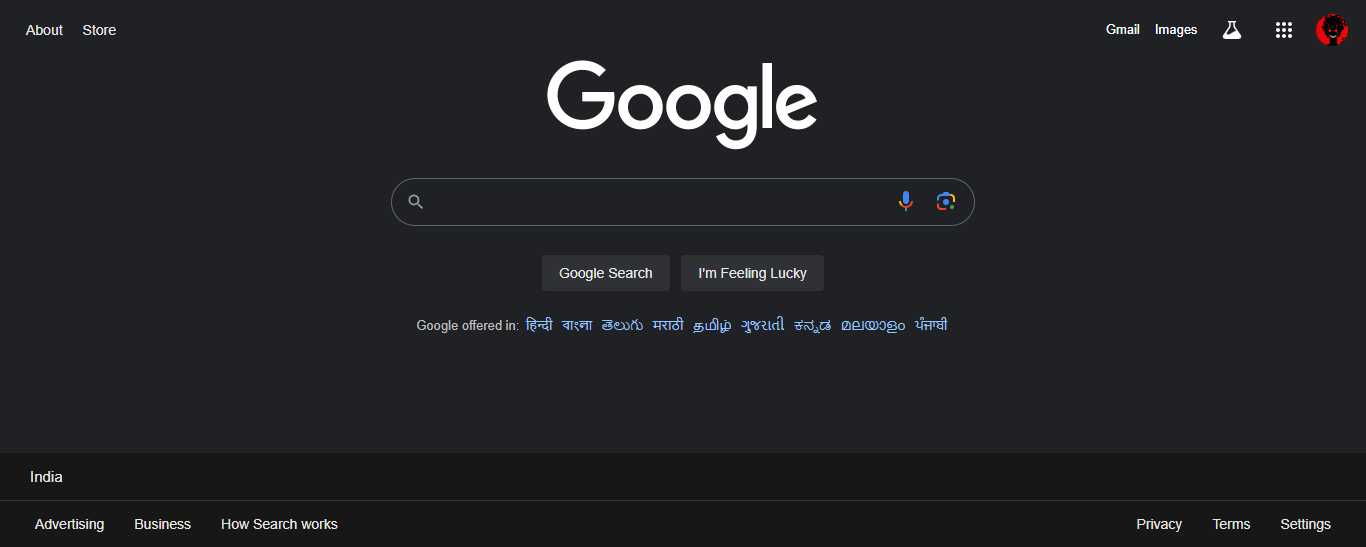 About Store Gmail Images
Google
Google Search I'm Feeling Lucky
Google offered in: हिन्दी বাংলা తెలుగు मराठी தமிழ் ગુજરાતી ಕನ್ನಡ മലയാളം ਪੰਜਾਬੀ
India
Advertising Business How Search works Privacy Terms Settings